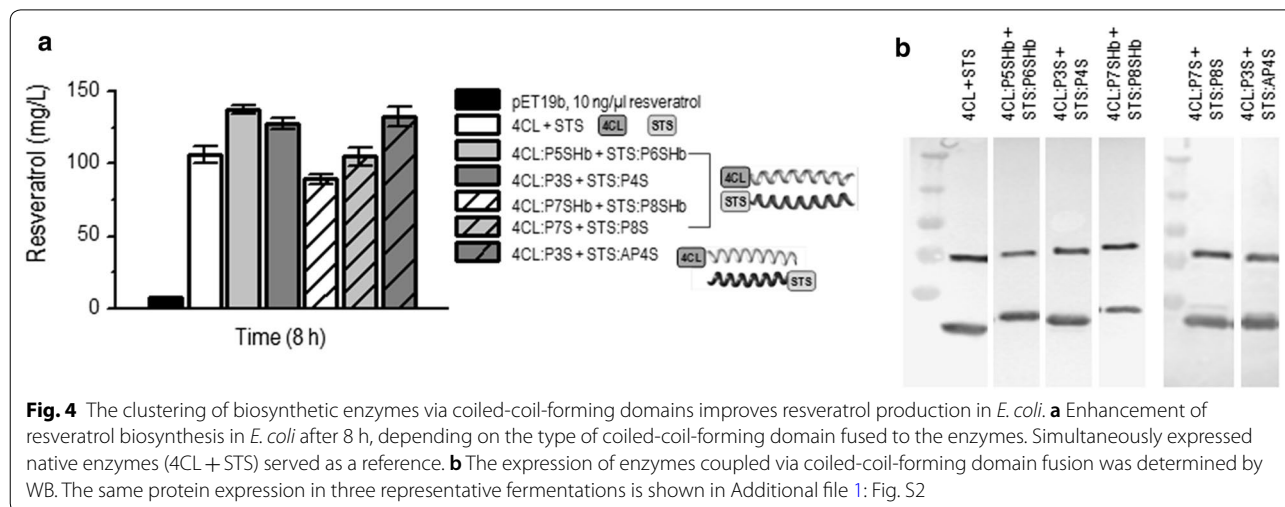 a
Resveratrol (mg/L)
150
100
50
0
Time (8 h)
pET19b, 10 ng/µl resveratrol
4CL + STS 4CL STS
4CL:P5SHb + STS:P6SHb
4CL:P3S + STS:P4S
4CL:P7SHb + STS:P8SHb
4CL:P7S + STS:P8S
4CL:P3S + STS:AP4S
4CL
STS
4CL
STS
b
4CL+STS
4CL:P5SHb +
STS:P6SHb
4CL:P3S +
STS:P4S
4CL:P7SHb +
STS:P8SHb
4CL:P7S +
STS:P8S
4CL:P3S +
STS:AP4S
Fig. 4 The clustering of biosynthetic enzymes via coiled-coil-forming domains improves resveratrol production in E. coli. a Enhancement of
resveratrol biosynthesis in E. coli after 8 h, depending on the type of coiled-coil-forming domain fused to the enzymes. Simultaneously expressed
native enzymes (4CL + STS) served as a reference. b The expression of enzymes coupled via coiled-coil-forming domain fusion was determined by
WB. The same protein expression in three representative fermentations is shown in Additional file 1: Fig. S2